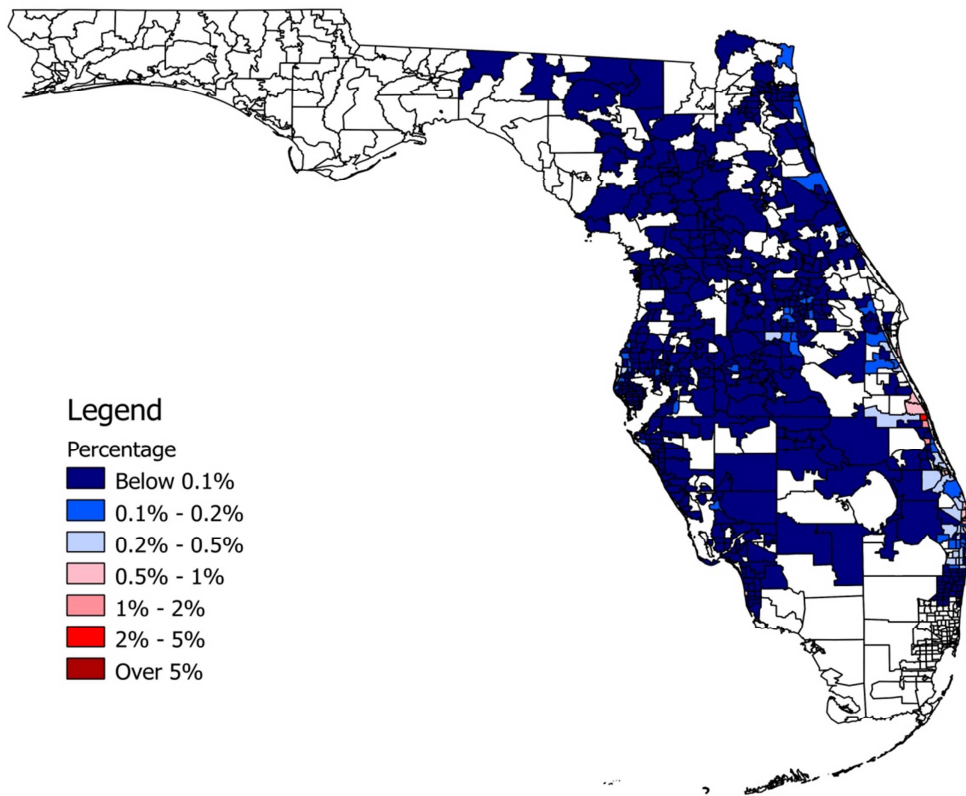 Legend
Percentage
Below 0.1%
0.1% - 0.2%
0.2% - 0.5%
0.5% - 1%
1% - 2%
2% - 5%
Over 5%